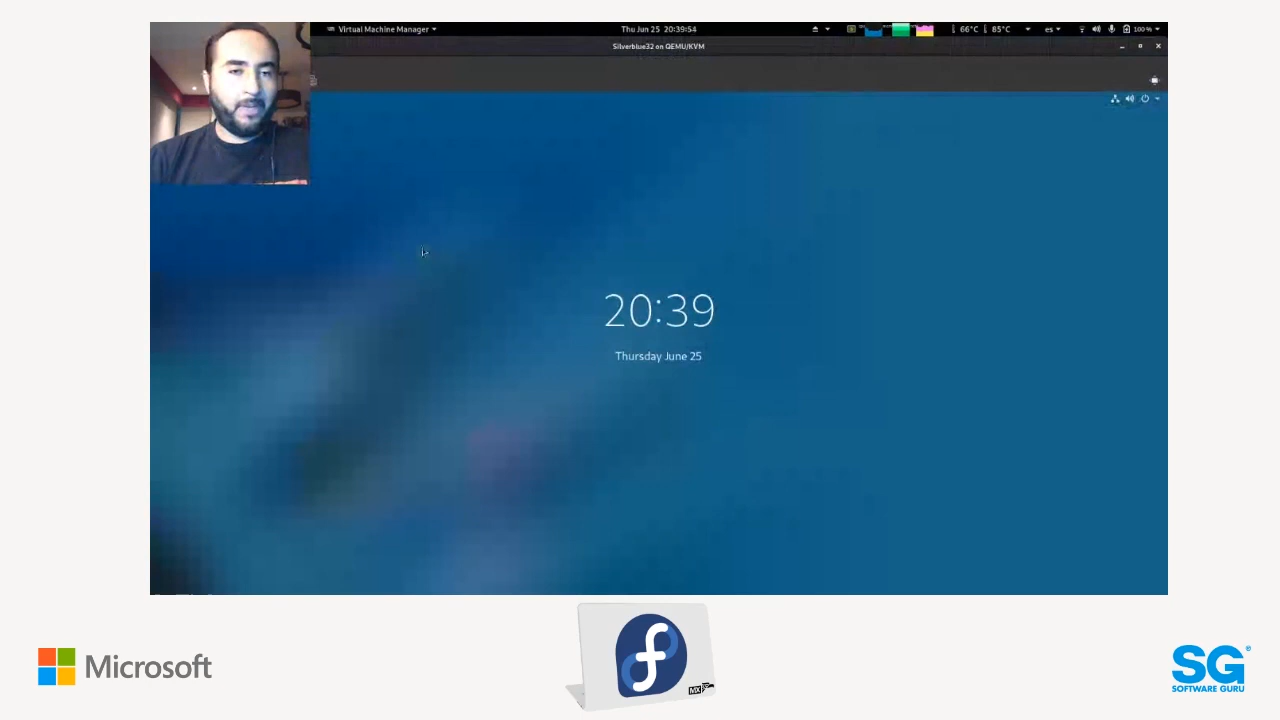 Virtual Machine Manager
Thu Jun 25 20:39:54
66°C
85°C
es
100 %
Silverblue32 on QEMU/KVM
20:39
Thursday June 25
Microsoft
MX
SG
SOFTWARE GURU